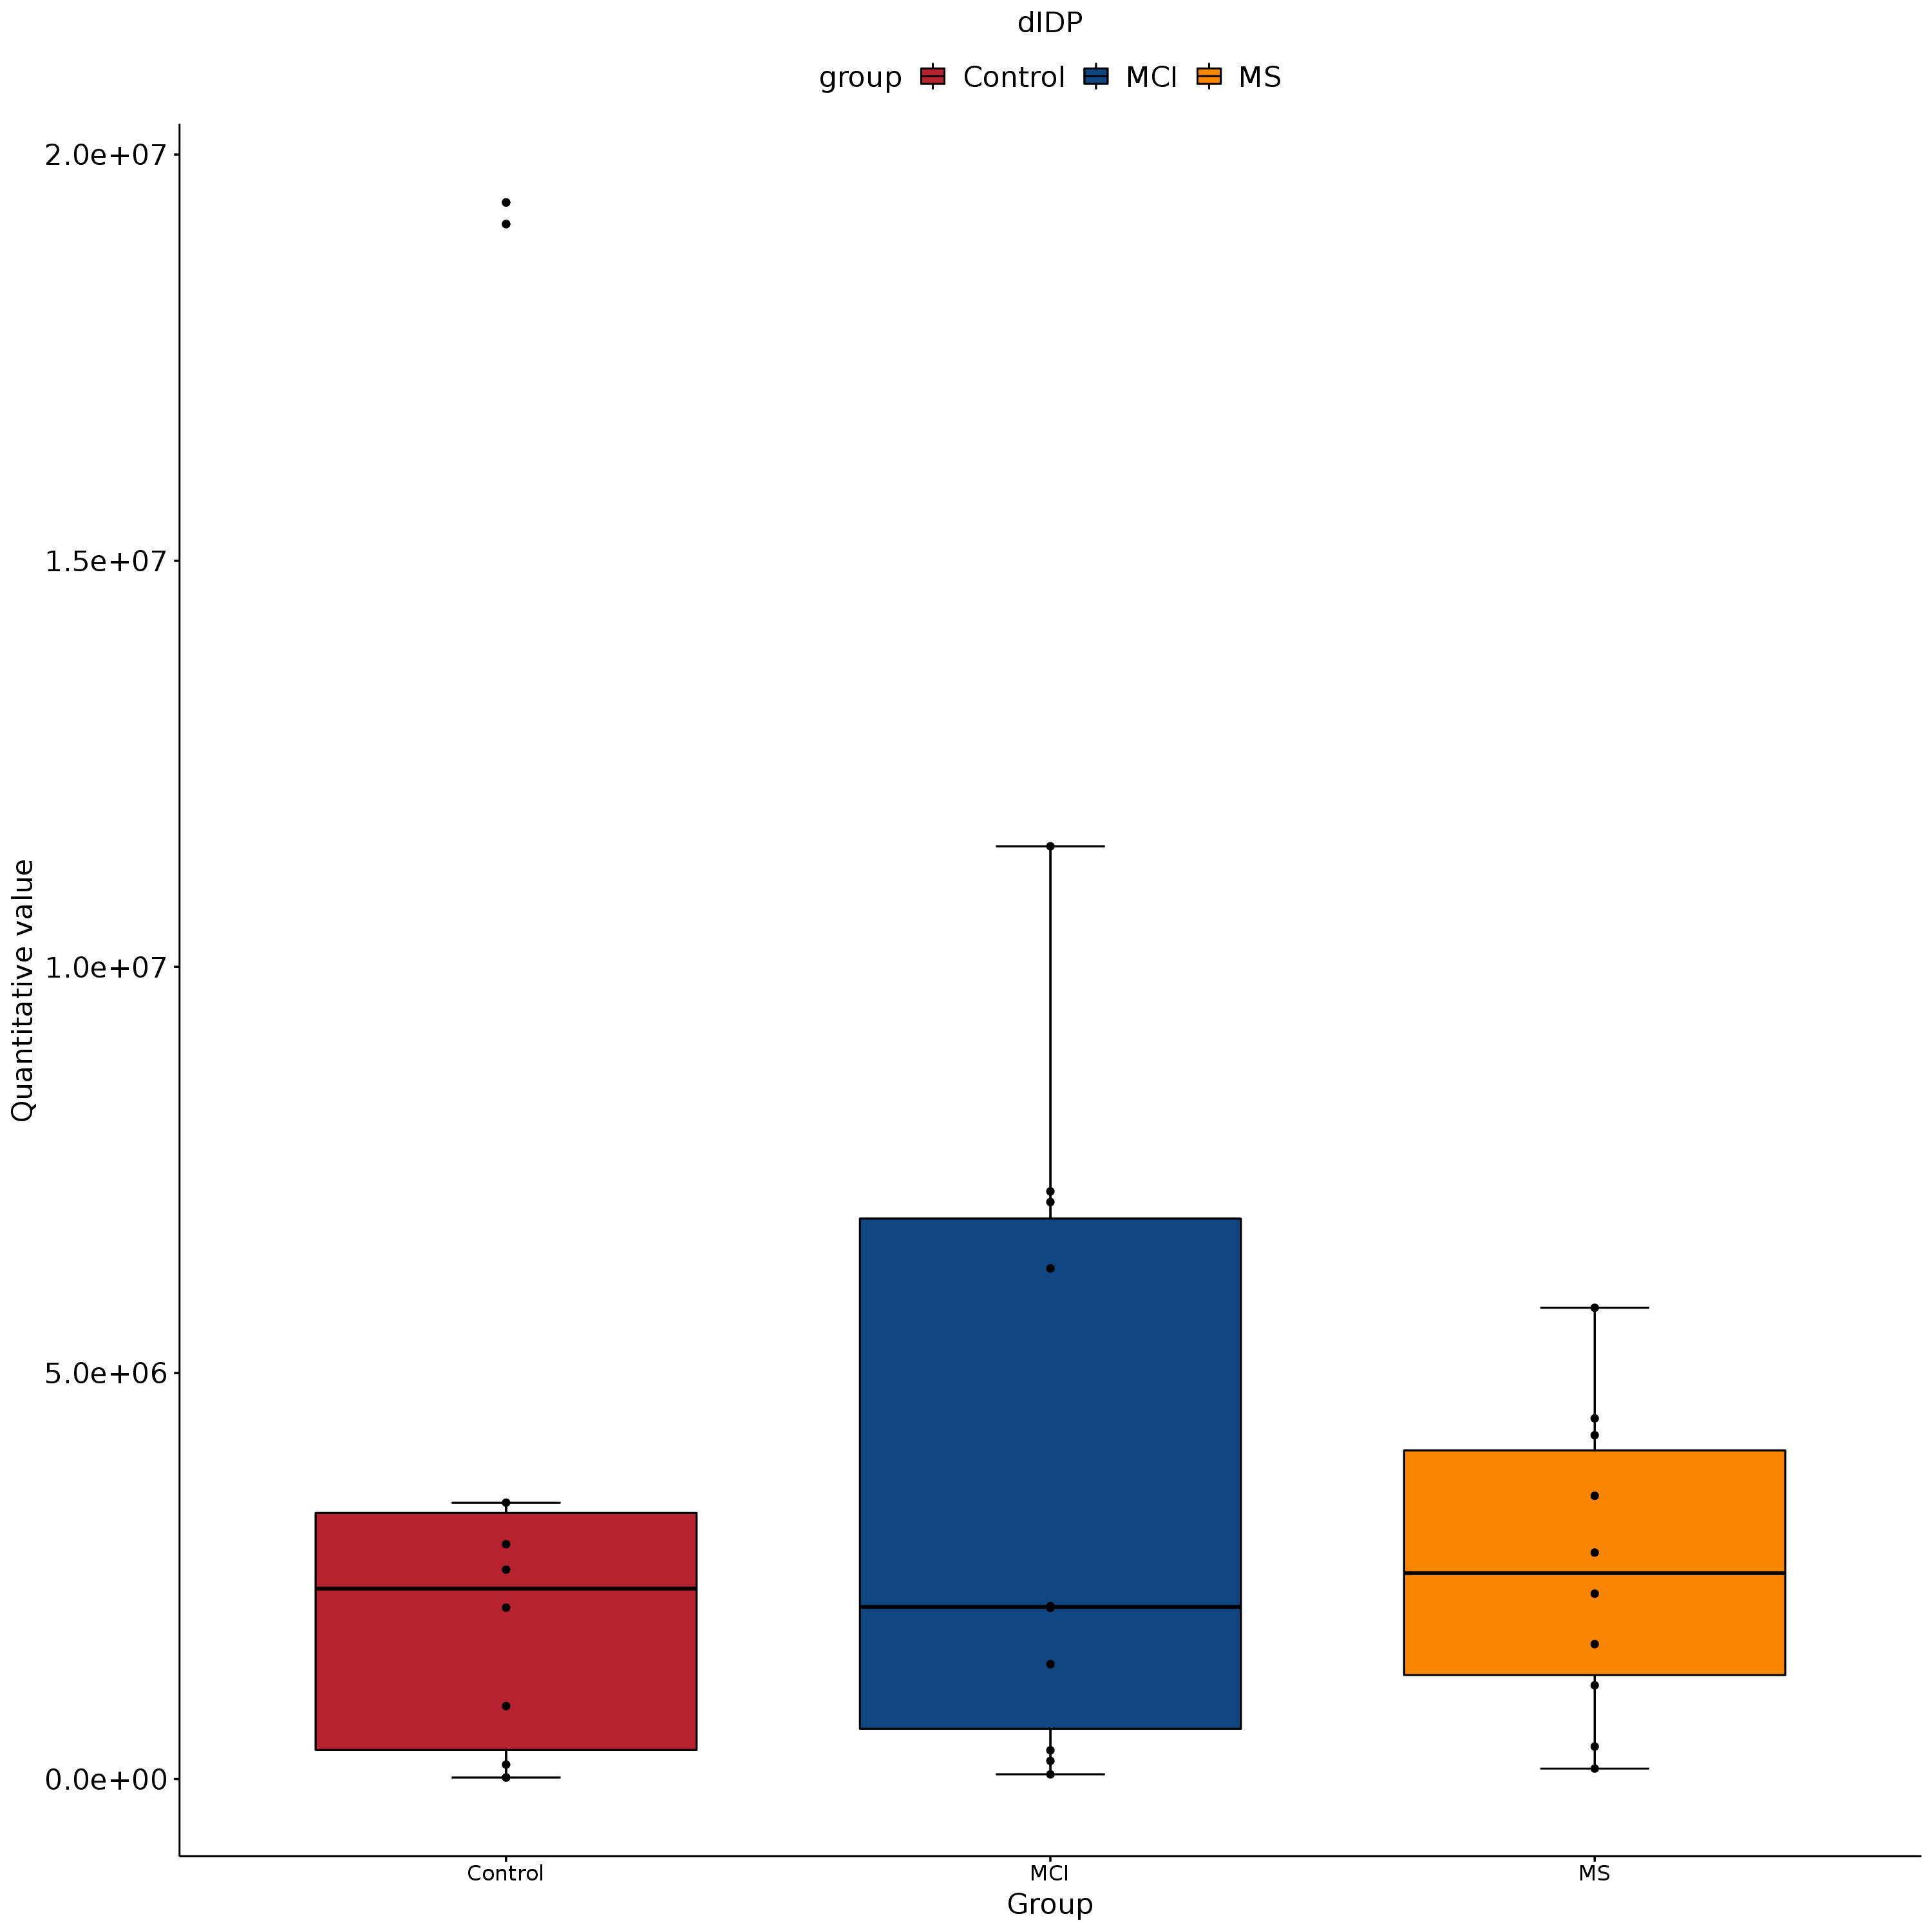 dIDP
group Control MCI MS
2.0e+07
1.5e+07
1.0e+07
5.0e+06
0.0e+00
Quantitative value
Control MCI MS
Group